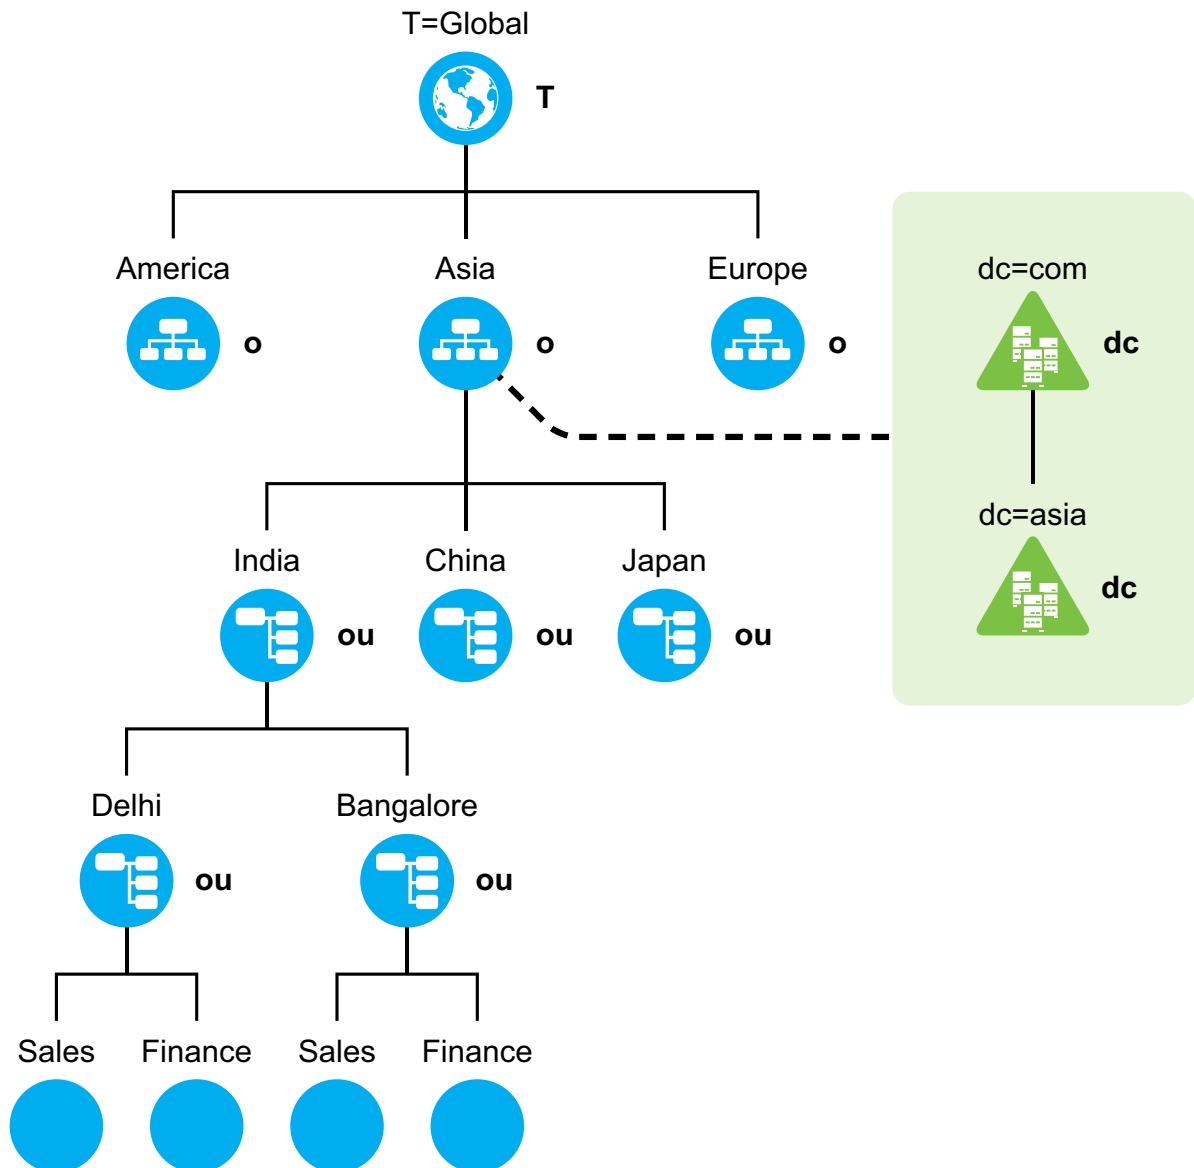 T=Global
T
America
Asia
Europe
dc=com
o
o
o
dc
dc=asia
India
China
Japan
dc
ou
ou
ou
Delhi
Bangalore
ou
ou
Sales
Finance
Sales
Finance